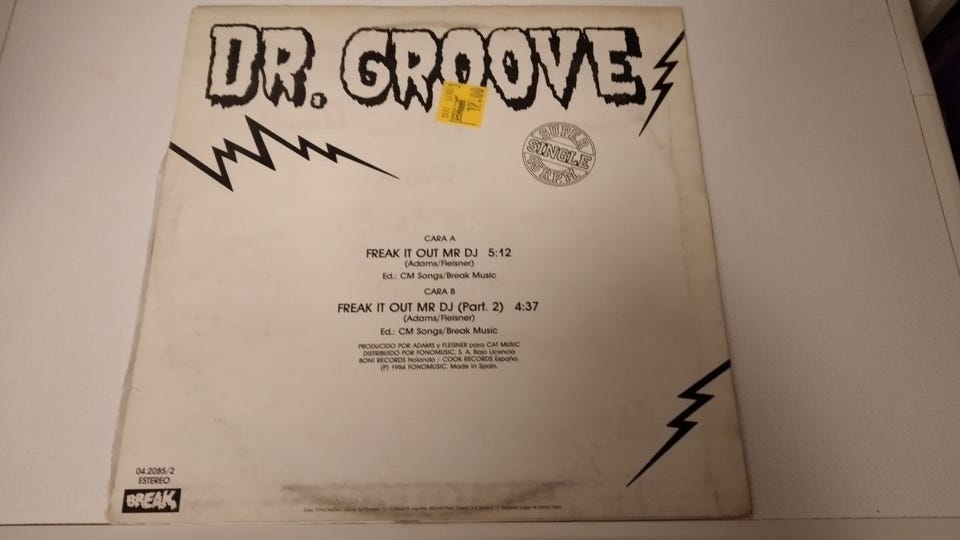 DR. GROOVE
12.00
SUPER
SINGLE
45 R.P.M.
CARA A
FREAK IT OUT MR DJ 5:12
(Adams/Fleisner)
Ed.: CM Songs/Break Music
CARA B
FREAK IT OUT MR DJ (Part. 2) 4:37
(Adams/Fleisner)
Ed.: CM Songs/Break Music
PRODUCIDO POR ADAMS y FLEISNER para CAT MUSIC
DISTRIBUIDO POR FONOMUSIC, S. A. Bajo Licencia
BONI RECORDS Holanda / COOK RECORDS España.
(P) 1984 FONOMUSIC. Made in Spain.
04.2085/2
ESTEREO
BREAK